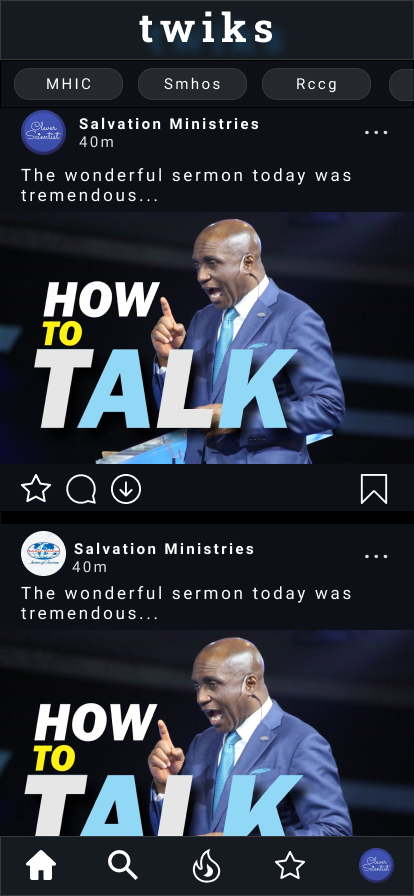 twiks
MHIC Smhos Rccg
Clever
Scientist
Salvation Ministries
40m
The wonderful sermon today was
tremendous...
HOW
TO
TALK
Salvation Ministries
40m
The wonderful sermon today was
tremendous...
HOW
TO
TALK
Clever
Scientist